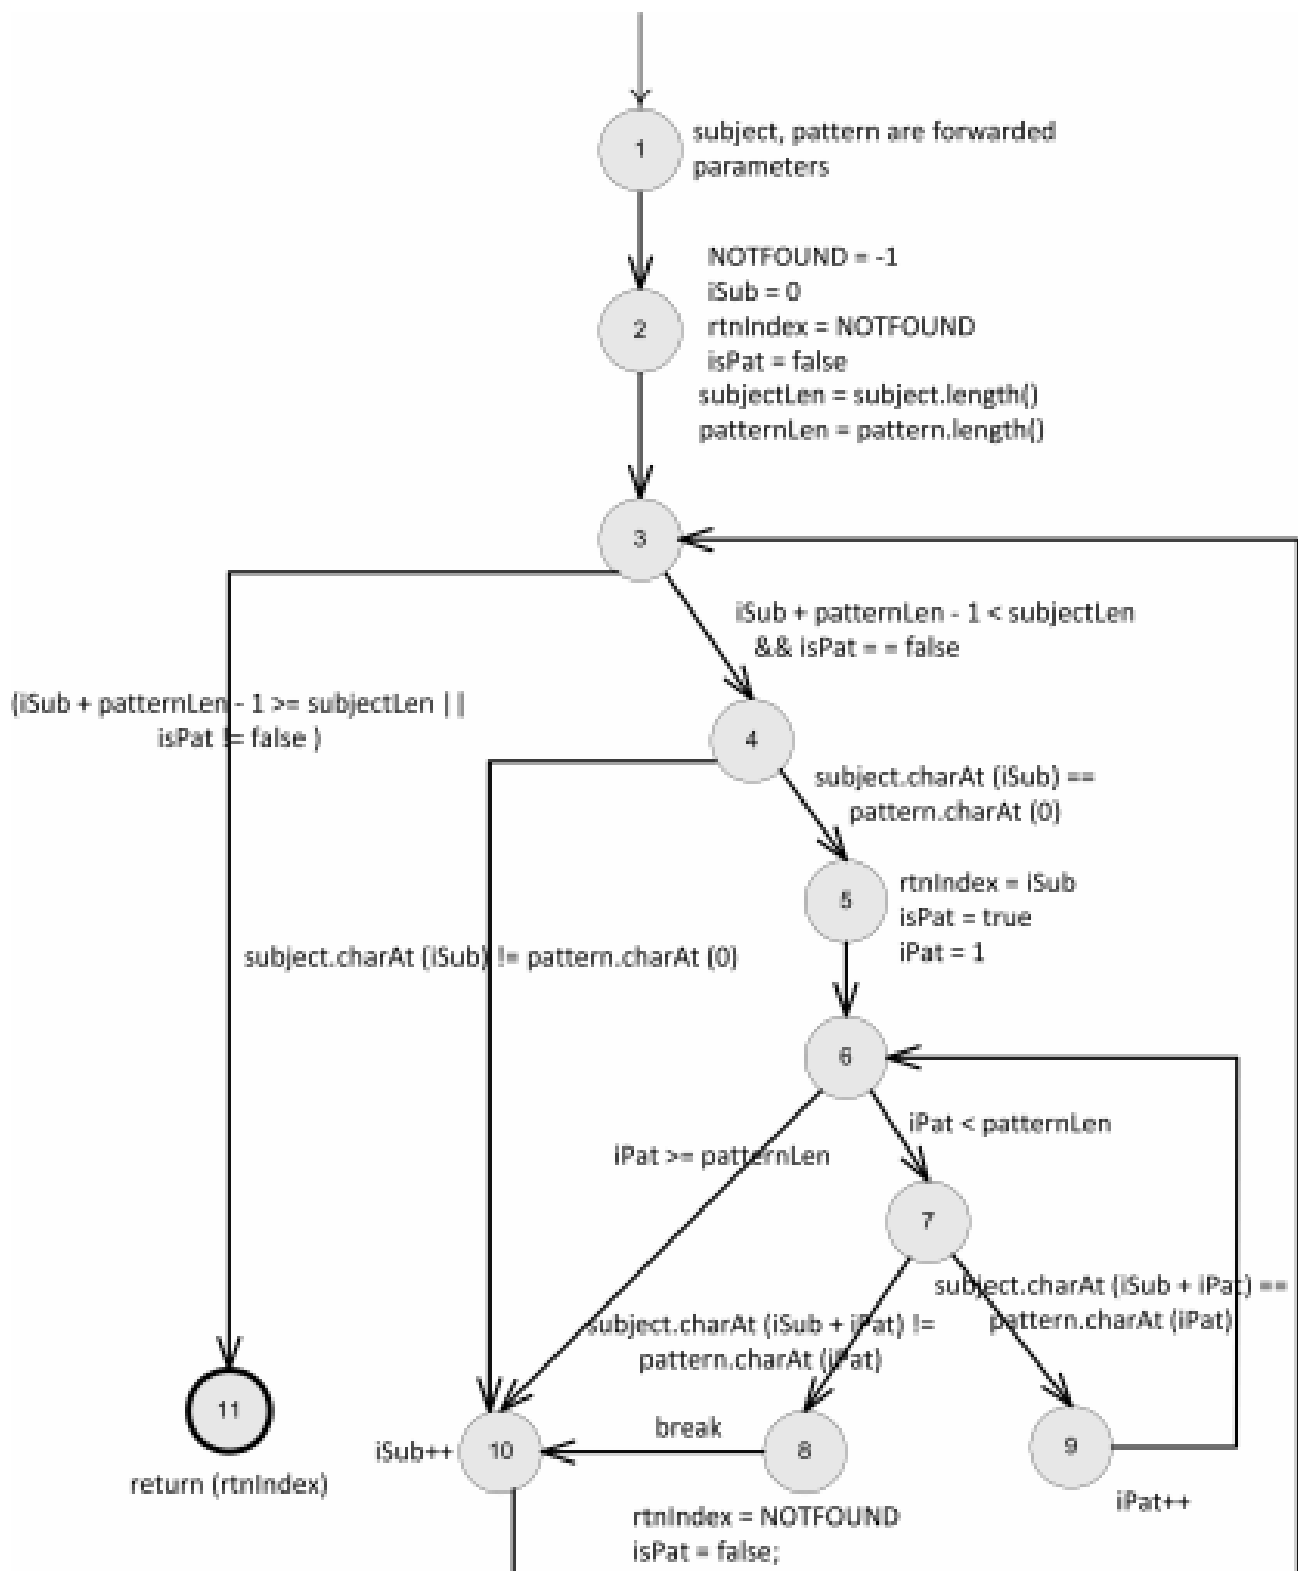 1
subject, pattern are forwarded
parameters
NOTFOUND = -1
iSub = 0
2
rtnIndex = NOTFOUND
isPat = false
subjectLen = subject.length()
patternLen = pattern.length()
3
iSub + patternLen - 1 < subjectLen
&& isPat = = false
(iSub + patternLen - 1 >= subjectLen ||
isPat != false )
4
subject.charAt (iSub) ==
pattern.charAt (0)
5
rtnIndex = iSub
isPat = true
iPat = 1
subject.charAt (iSub) != pattern.charAt (0)
6
iPat < patternLen
iPat >= patternLen
7
subject.charAt (iSub + iPat) ==
pattern.charAt (iPat)
subject.charAt (iSub + iPat) !=
pattern.charAt (iPat)
11
return (rtnIndex)
iSub++
10
break
8
9
iPat++
rtnIndex = NOTFOUND
isPat = false;